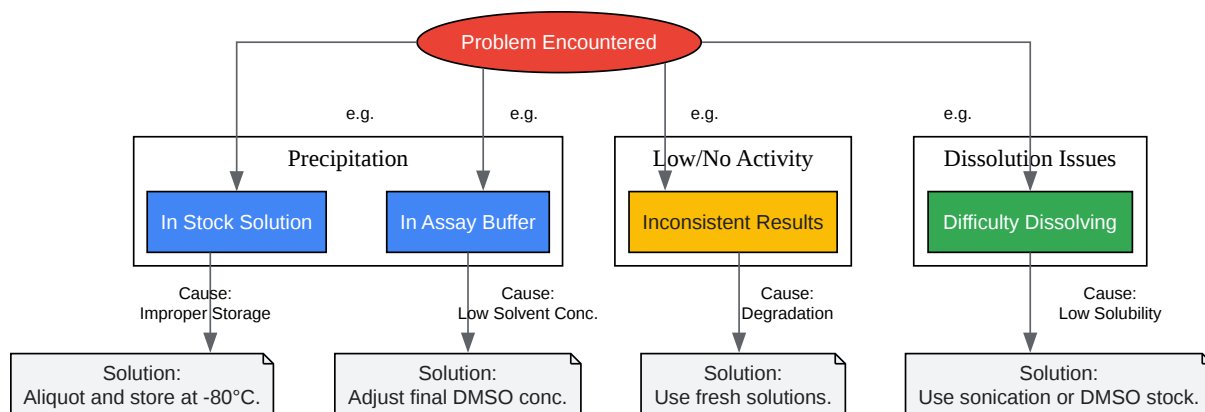 Problem Encountered
e.g.
e.g.
e.g.
e.g.
Precipitation
Low/No Activity
Dissolution Issues
In Stock Solution
In Assay Buffer
Inconsistent Results
Difficulty Dissolving
Cause:
Improper Storage
Cause:
Low Solvent Conc.
Cause:
Degradation
Cause:
Low Solubility
Solution:
Aliquot and store at -80°C.
Solution:
Adjust final DMSO conc.
Solution:
Use fresh solutions.
Solution:
Use sonication or DMSO stock.